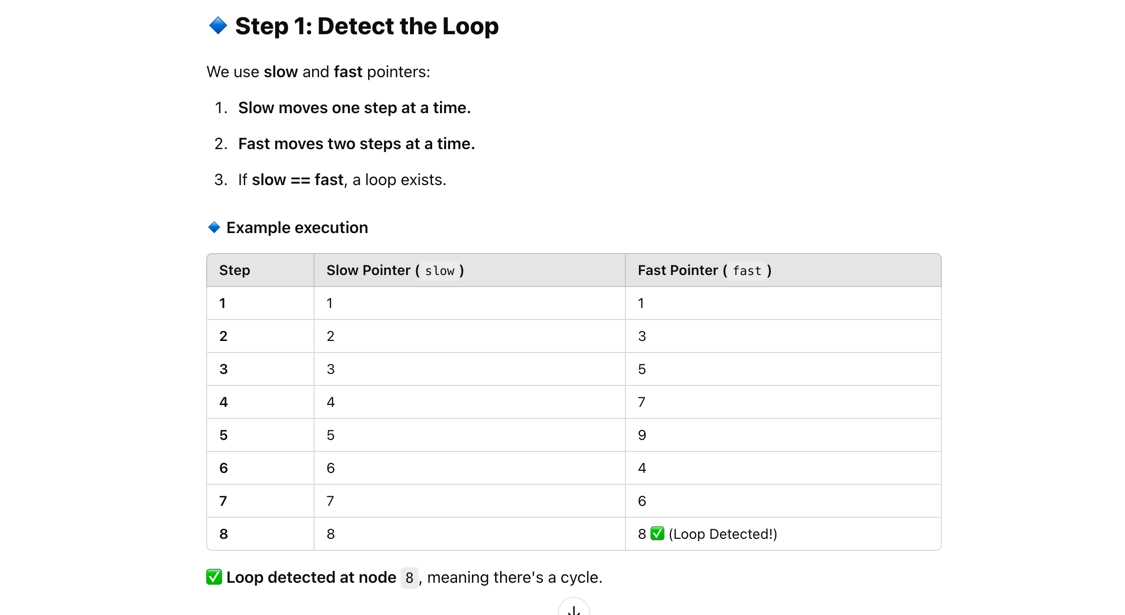 🔹 Step 1: Detect the Loop
We use slow and fast pointers:
1. Slow moves one step at a time.
2. Fast moves two steps at a time.
3. If slow == fast, a loop exists.
🔹 Example execution
Step Slow Pointer ( slow ) Fast Pointer ( fast )
1 1 1
2 2 3
3 3 5
4 4 7
5 5 9
6 6 4
7 7 6
8 8 8 ✅ (Loop Detected!)
✅ Loop detected at node 8, meaning there's a cycle.